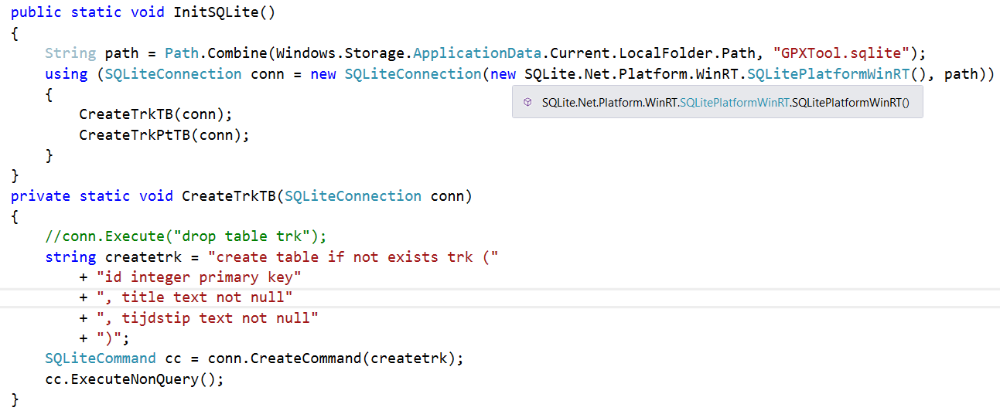 public static void InitSQLite()
{
    String path = Path.Combine(Windows.Storage.ApplicationData.Current.LocalFolder.Path, "GPXTool.sqlite");
    using (SQLiteConnection conn = new SQLiteConnection(new SQLite.Net.Platform.WinRT.SQLitePlatformWinRT(), path))
    {
SQLite.Net.Platform.WinRT.SQLitePlatformWinRT.SQLitePlatformWinRT()
        CreateTrkTB(conn);
        CreateTrkPtTB(conn);
    }
}
private static void CreateTrkTB(SQLiteConnection conn)
{
    //conn.Execute("drop table trk");
    string createtrk = "create table if not exists trk ("
        + "id integer primary key"
        + ", title text not null"
        + ", tijdstip text not null"
        + ")";
    SQLiteCommand cc = conn.CreateCommand(createtrk);
    cc.ExecuteNonQuery();
}